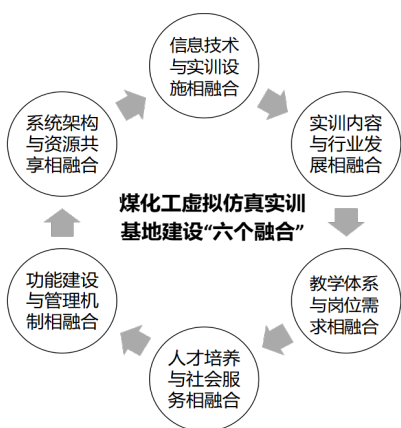 信息技术
与实训设
施相融合
实训内容
与行业发
展相融合
教学体系
与岗位需
求相融合
人才培养
与社会服
务相融合
功能建设
与管理机
制相融合
系统架构
与资源共
享相融合
煤化工虚拟仿真实训
基地建设“六个融合”